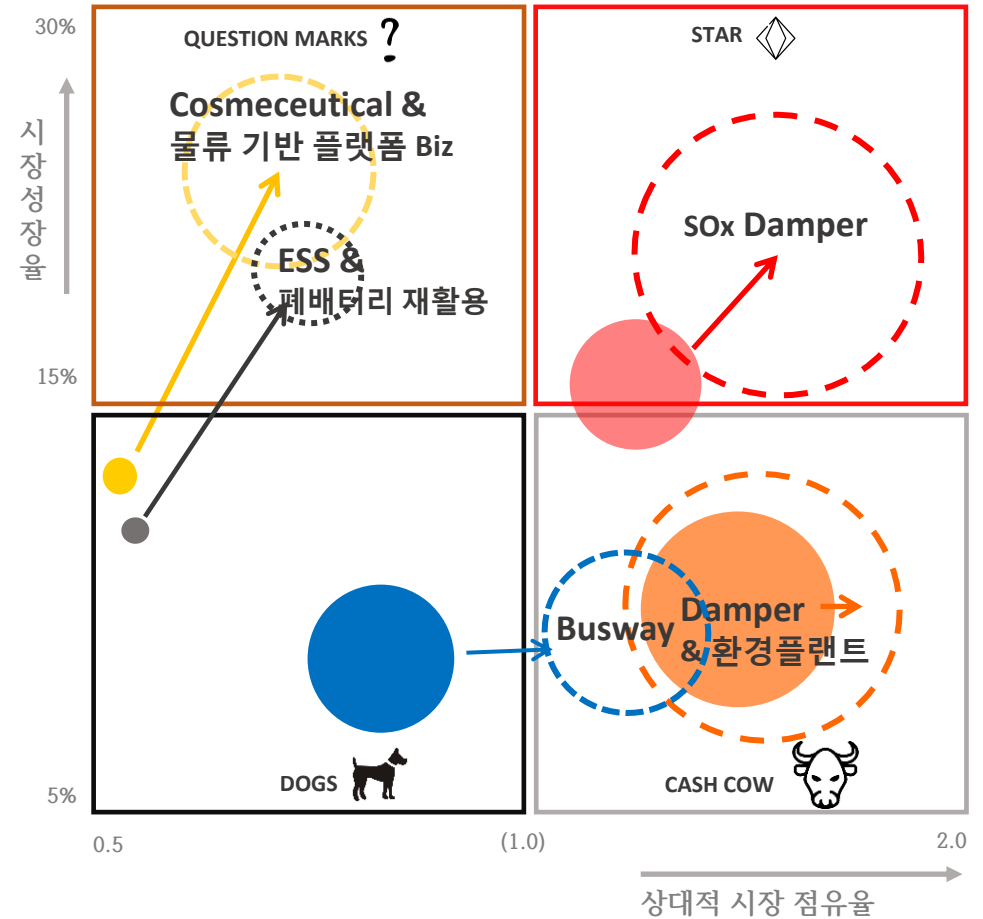 30%
QUESTION MARKS ?
STAR
시장성장율
Cosmeceutical &
물류 기반 플랫폼 Biz
SOx Damper
ESS &
폐배터리 재활용
15%
Busway
Damper
& 환경플랜트
DOGS
CASH COW
5%
0.5
(1.0)
2.0
상대적 시장 점유율